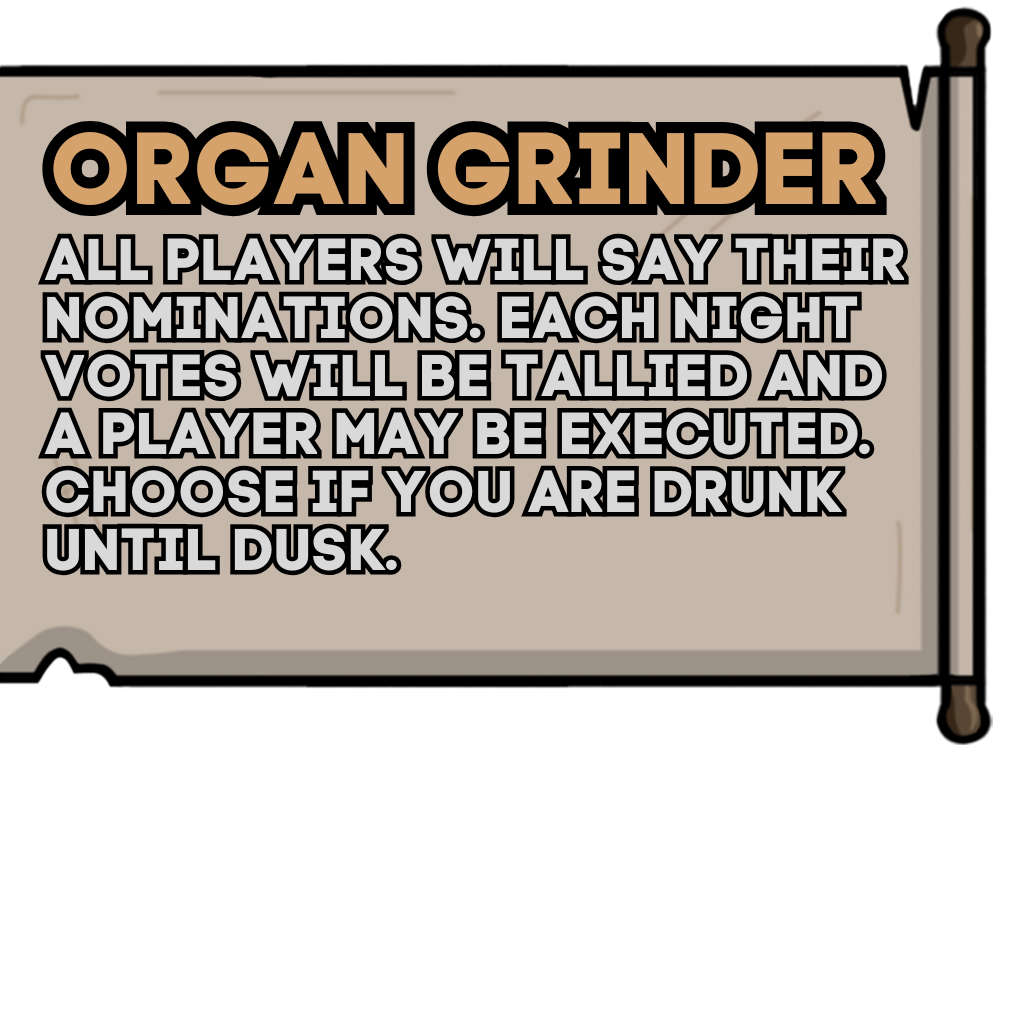 ORGAN GRINDER
ALL PLAYERS WILL SAY THEIR
NOMINATIONS. EACH NIGHT
VOTES WILL BE TALLIED AND
A PLAYER MAY BE EXECUTED.
CHOOSE IF YOU ARE DRUNK
UNTIL DUSK.